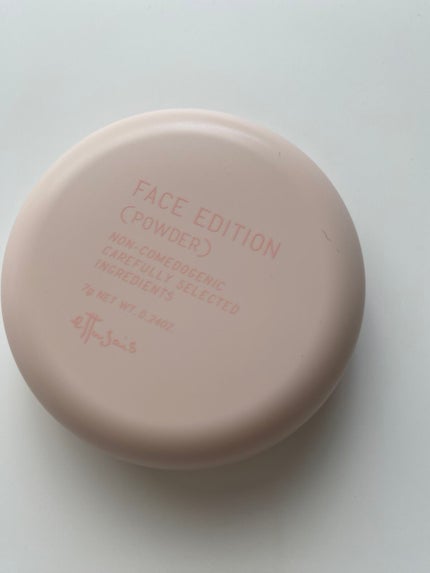 FACE EDITION
(POWDER)
NON-COMEDOGENIC
CAREFULLY SELECTED
INGREDIENTS
7g NET WT. 0.24OZ.
ettusais